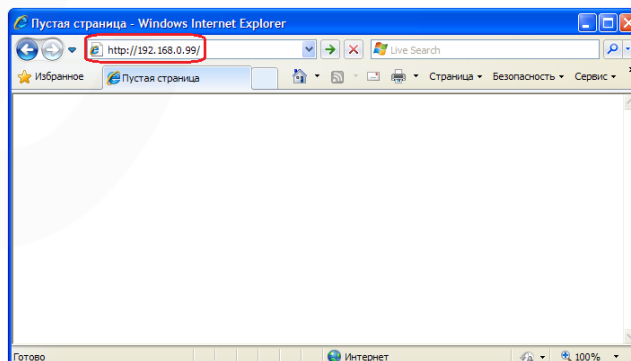 Пустая страница - Windows Internet Explorer
http://192.168.0.99/
Live Search
Избранное
Пустая страница
Страница
Безопасность
Сервис
Готово
Интернет
100%